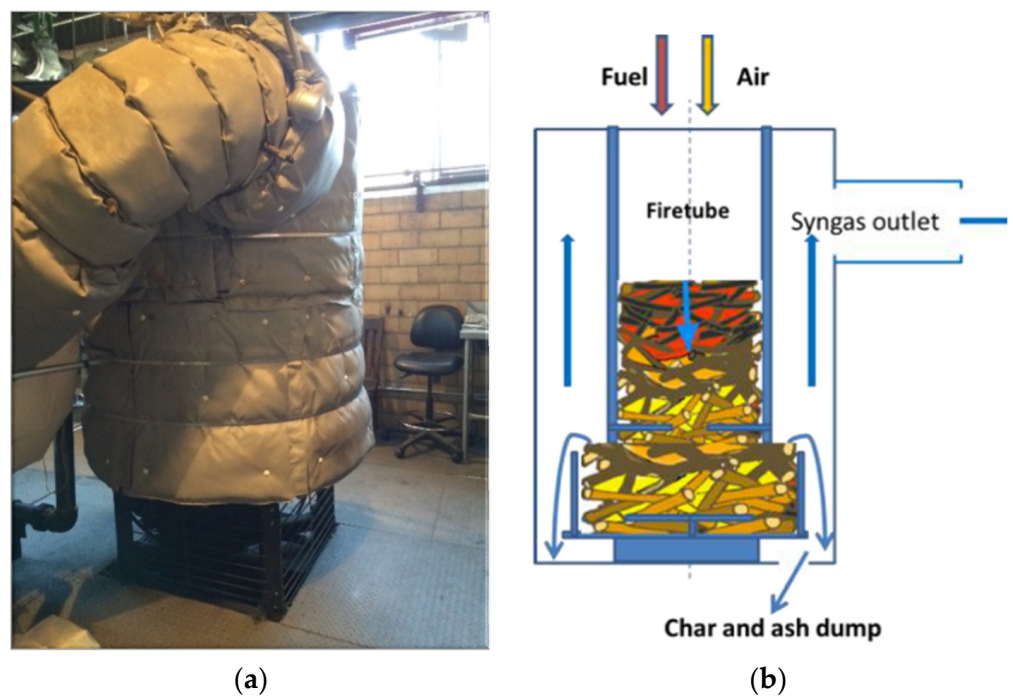 Fuel
Air
Firetube
Syngas outlet
Char and ash dump
(a)
(b)